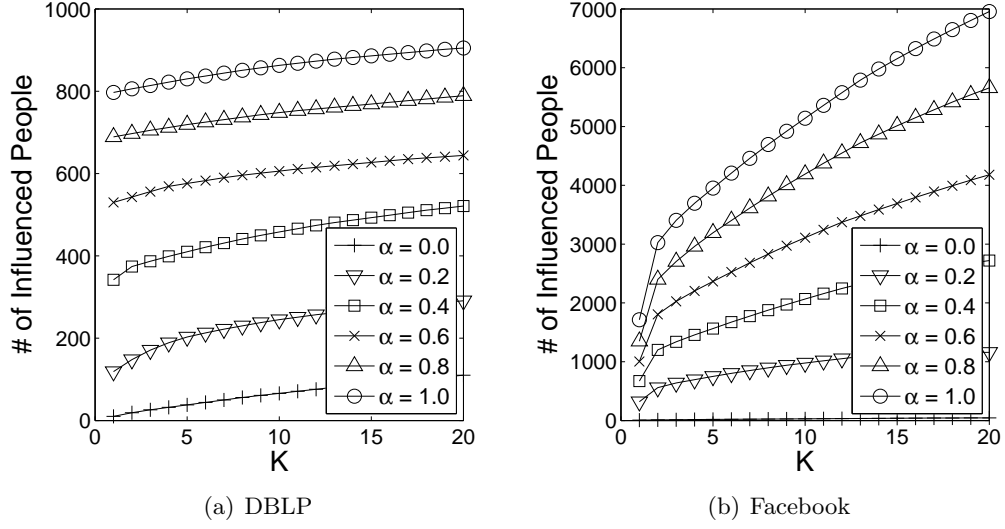 # of Influenced People
1000
800
600
400
200
0
0
5
10
15
20
K
α = 0.0
α = 0.2
α = 0.4
α = 0.6
α = 0.8
α = 1.0
(a) DBLP
# of Influenced People
7000
6000
5000
4000
3000
2000
1000
0
0
5
10
15
20
K
α = 0.0
α = 0.2
α = 0.4
α = 0.6
α = 0.8
α = 1.0
(b) Facebook